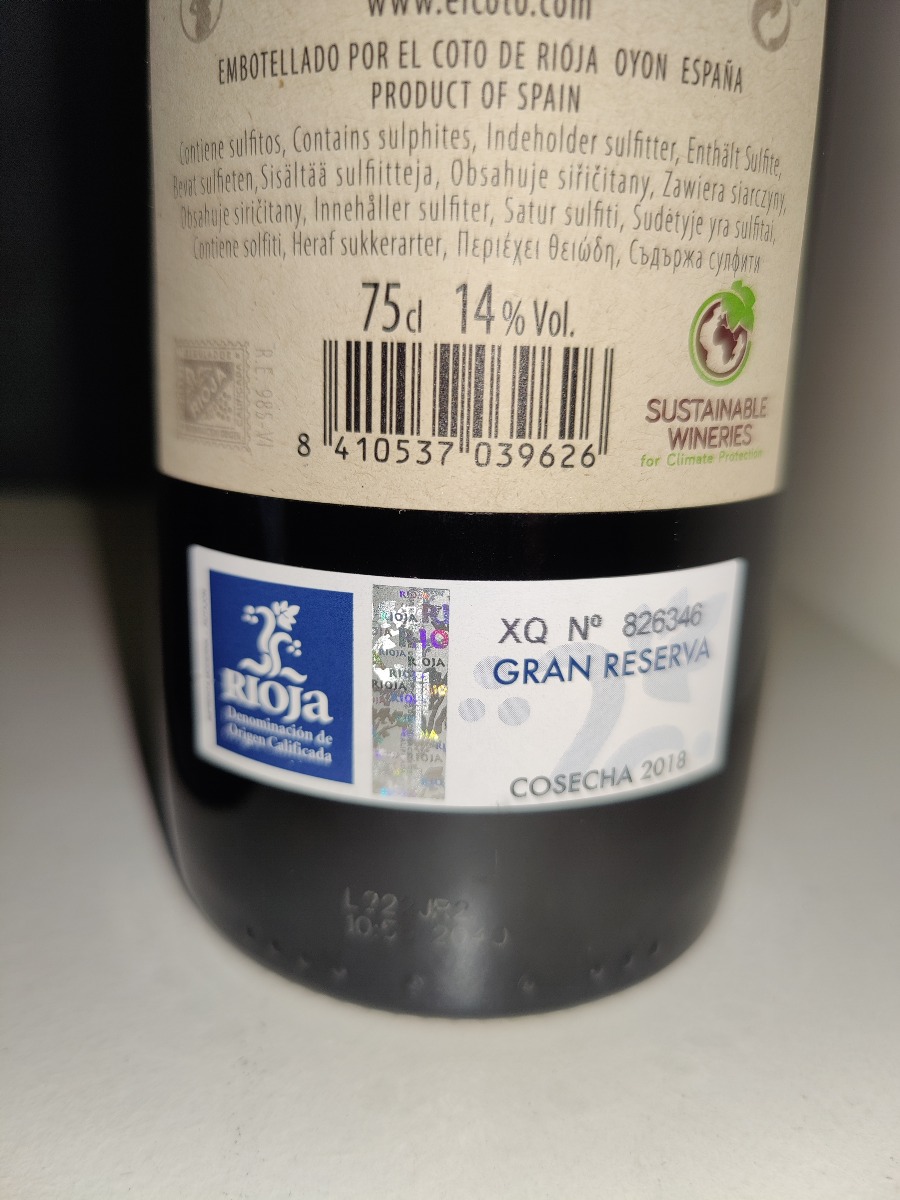 www.elcoto.com
EMBOTELLADO POR EL COTO DE RIOJA OYON ESPAÑA
PRODUCT OF SPAIN
Contiene sulfitos, Contains sulphites, Indeholder sulfitter, Enthält Sulfite,
Bevat sulfieten, Sisältää sulfiitteja, Obsahuje siřičitany, Zawiera siarczyny,
Obsahuje siričitany, Innehåller sulfiter, Satur sulfiti, Sudėtyje yra sulfitai,
Contiene solfiti, Heraf sukkerarter, Περιέχει θειώδη, Съдържа сулфити
75cl 14% Vol.
R.E. 986-VI
8 410537 039626
SUSTAINABLE
WINERIES
for Climate Protection
RIOJA
Denominación de
Origen Calificada
RIOJA
XQ Nº 826346
GRAN RESERVA
COSECHA 2018